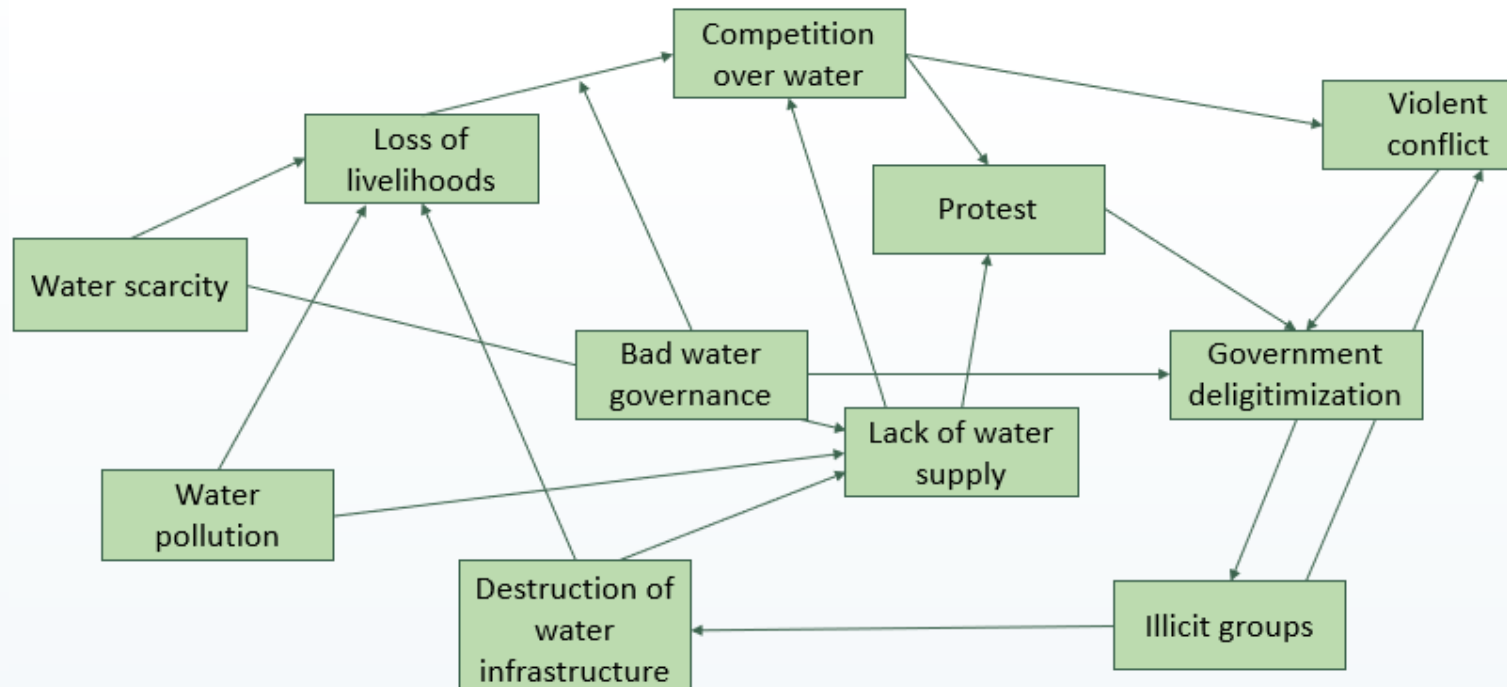 Competition
over water
Violent
conflict
Loss of
livelihoods
Protest
Water scarcity
Bad water
governance
Government
deligitimization
Lack of water
supply
Water
pollution
Destruction of
water
infrastructure
Illicit groups